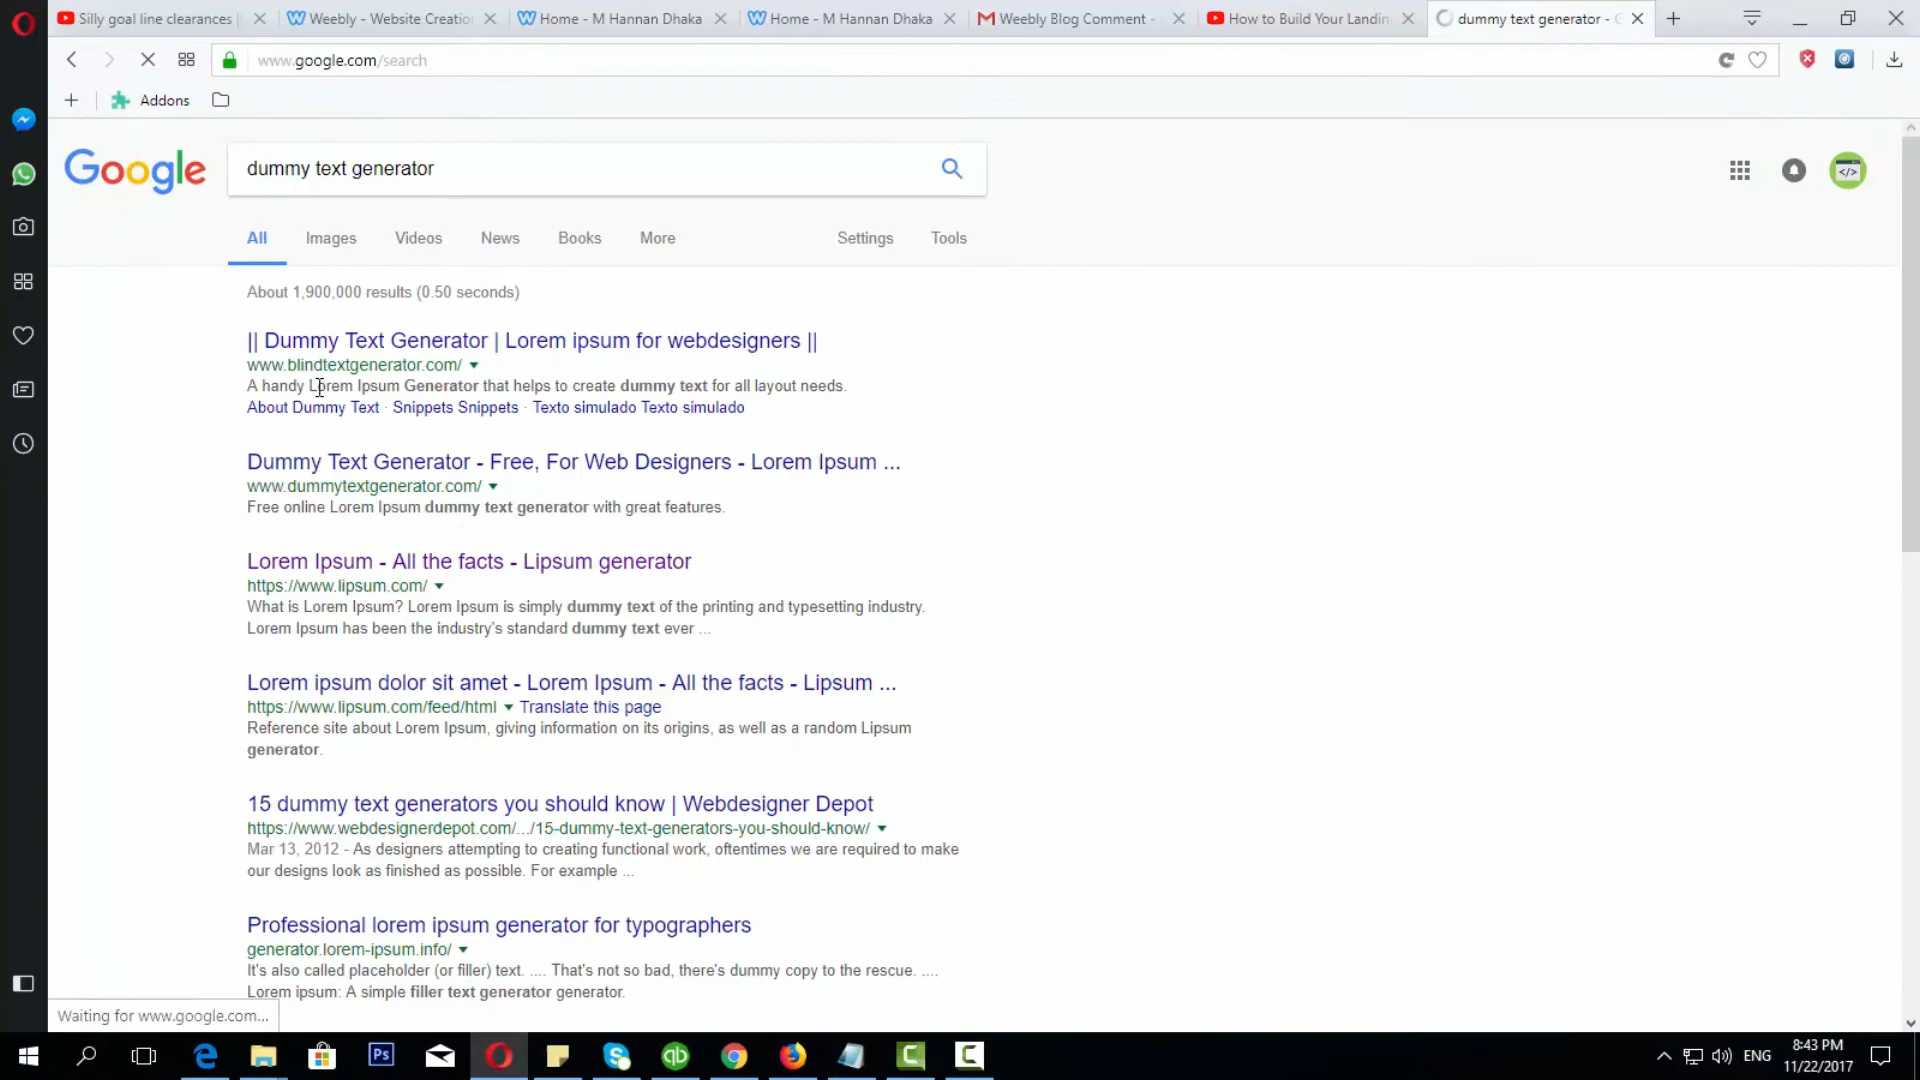 Silly goal line clearances |
Weebly - Website Creation
Home - M Hannan Dhaka
Home - M Hannan Dhaka
Weebly Blog Comment -
How to Build Your Landin
dummy text generator - G
www.google.com/search
Addons
Google
dummy text generator
All
Images
Videos
News
Books
More
Settings
Tools
About 1,900,000 results (0.50 seconds)
|| Dummy Text Generator | Lorem ipsum for webdesigners ||
www.blindtextgenerator.com/
A handy Lorem Ipsum Generator that helps to create dummy text for all layout needs.
About Dummy Text · Snippets Snippets · Texto simulado Texto simulado
Dummy Text Generator - Free, For Web Designers - Lorem Ipsum ...
www.dummytextgenerator.com/
Free online Lorem Ipsum dummy text generator with great features.
Lorem Ipsum - All the facts - Lipsum generator
https://www.lipsum.com/
What is Lorem Ipsum? Lorem Ipsum is simply dummy text of the printing and typesetting industry.
Lorem Ipsum has been the industry's standard dummy text ever ...
Lorem ipsum dolor sit amet - Lorem Ipsum - All the facts - Lipsum ...
https://www.lipsum.com/feed/html Translate this page
Reference site about Lorem Ipsum, giving information on its origins, as well as a random Lipsum
generator.
15 dummy text generators you should know | Webdesigner Depot
https://www.webdesignerdepot.com/.../15-dummy-text-generators-you-should-know/
Mar 13, 2012 - As designers attempting to creating functional work, oftentimes we are required to make
our designs look as finished as possible. For example ...
Professional lorem ipsum generator for typographers
generator.lorem-ipsum.info/
It's also called placeholder (or filler) text. .... That's not so bad, there's dummy copy to the rescue. ....
Lorem ipsum: A simple filler text generator generator.
Waiting for www.google.com...
Ps
qb
ENG
8:43 PM
11/22/2017